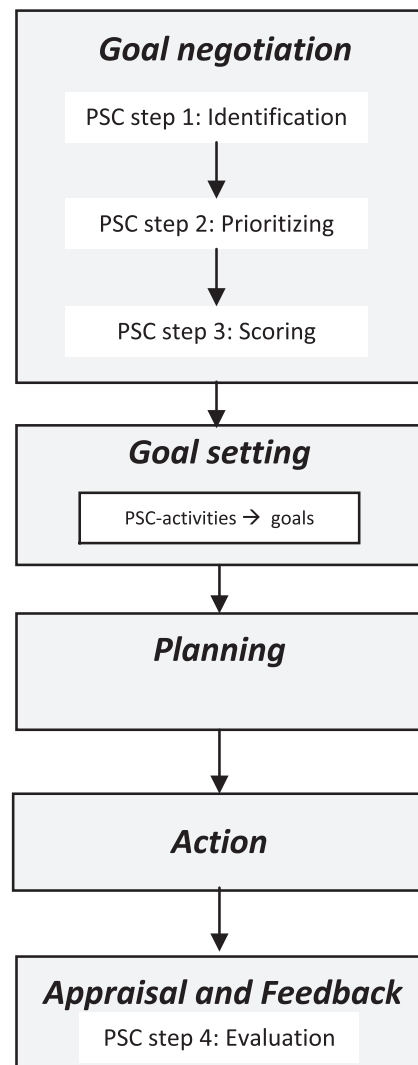 Goal negotiation
PSC step 1: Identification
PSC step 2: Prioritizing
PSC step 3: Scoring
Goal setting
PSC-activities → goals
Planning
Action
Appraisal and Feedback
PSC step 4: Evaluation